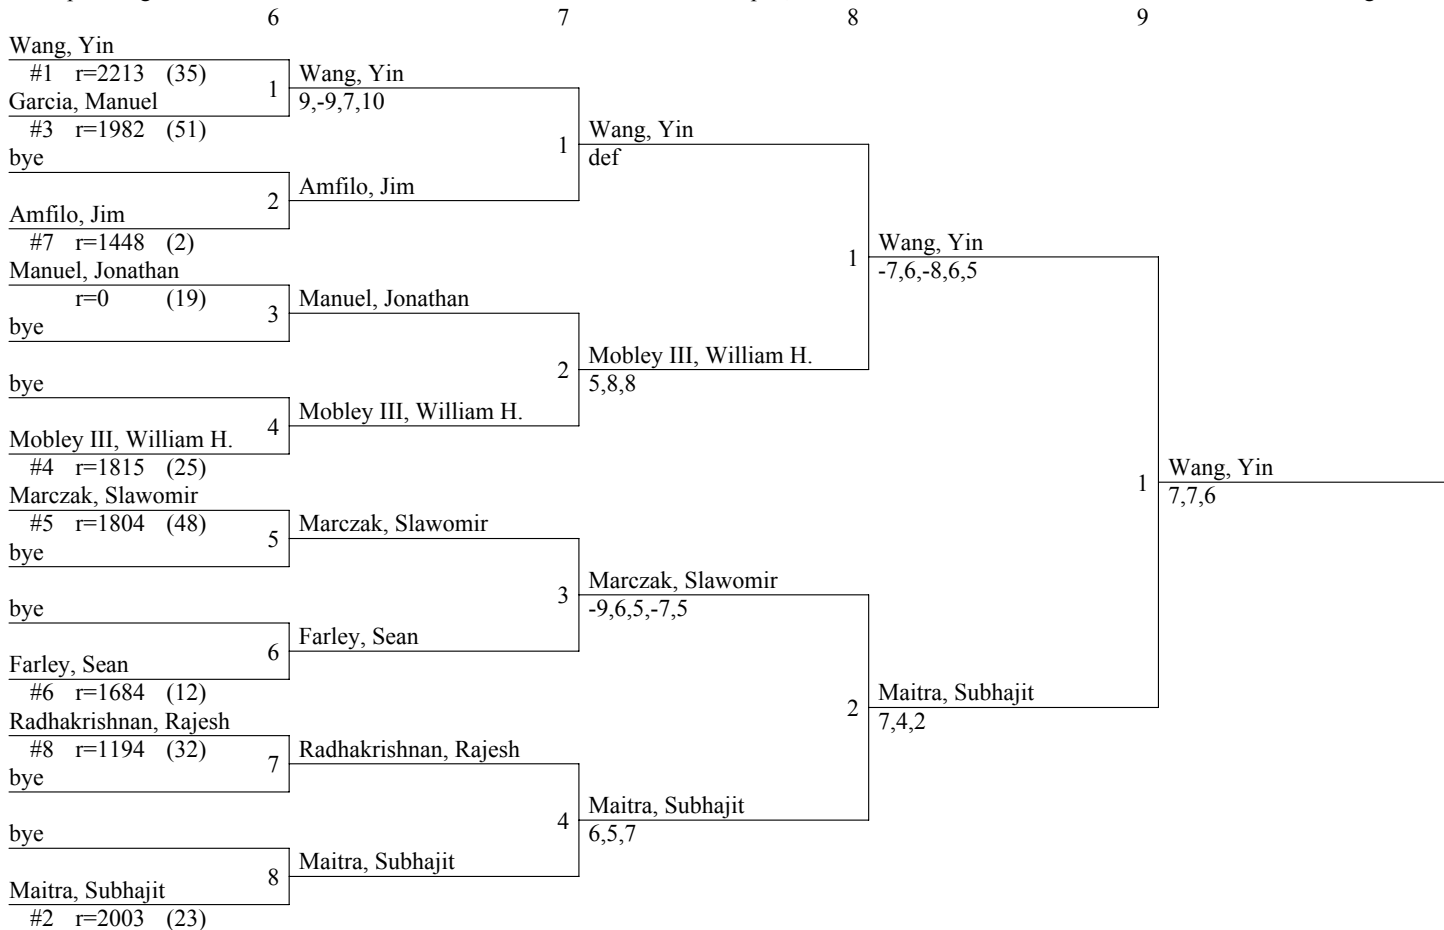 6 7 8 9
Wang, Yin
#1 r=2213 (35)
1
Wang, Yin
9,-9,7,10
Garcia, Manuel
#3 r=1982 (51)
1
Wang, Yin
def
bye
2
Amfilo, Jim
Amfilo, Jim
#7 r=1448 (2)
1
Wang, Yin
-7,6,-8,6,5
Manuel, Jonathan
r=0 (19)
3
Manuel, Jonathan
bye
2
Mobley III, William H.
5,8,8
bye
4
Mobley III, William H.
Mobley III, William H.
#4 r=1815 (25)
1
Wang, Yin
7,7,6
Marczak, Slawomir
#5 r=1804 (48)
5
Marczak, Slawomir
bye
3
Marczak, Slawomir
-9,6,5,-7,5
bye
6
Farley, Sean
Farley, Sean
#6 r=1684 (12)
2
Maitra, Subhajit
7,4,2
Radhakrishnan, Rajesh
#8 r=1194 (32)
7
Radhakrishnan, Rajesh
bye
4
Maitra, Subhajit
6,5,7
bye
8
Maitra, Subhajit
Maitra, Subhajit
#2 r=2003 (23)